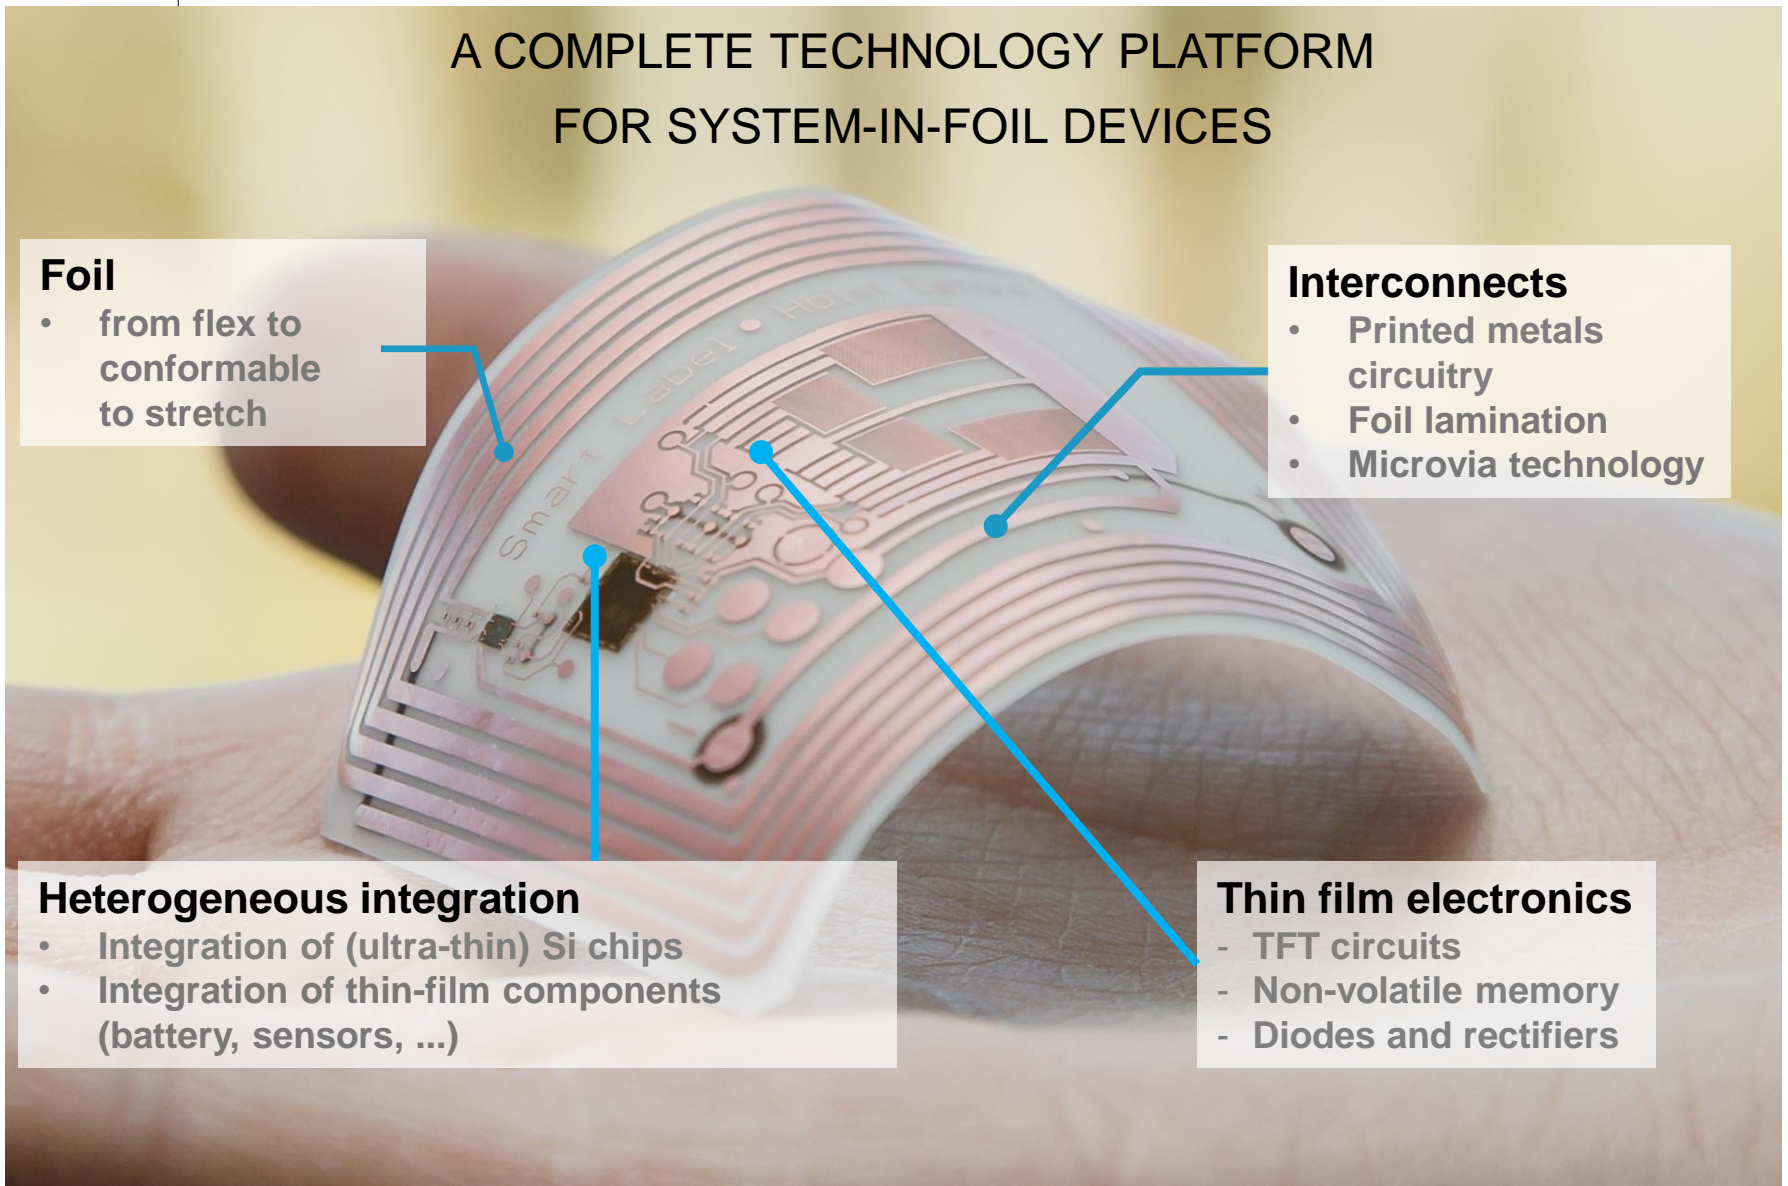 A COMPLETE TECHNOLOGY PLATFORM
FOR SYSTEM-IN-FOIL DEVICES
Foil
• from flex to
conformable
to stretch
Interconnects
• Printed metals
circuitry
• Foil lamination
• Microvia technology
Smart Label • Holst Centre
Heterogeneous integration
• Integration of (ultra-thin) Si chips
• Integration of thin-film components
(battery, sensors, ...)
Thin film electronics
- TFT circuits
- Non-volatile memory
- Diodes and rectifiers